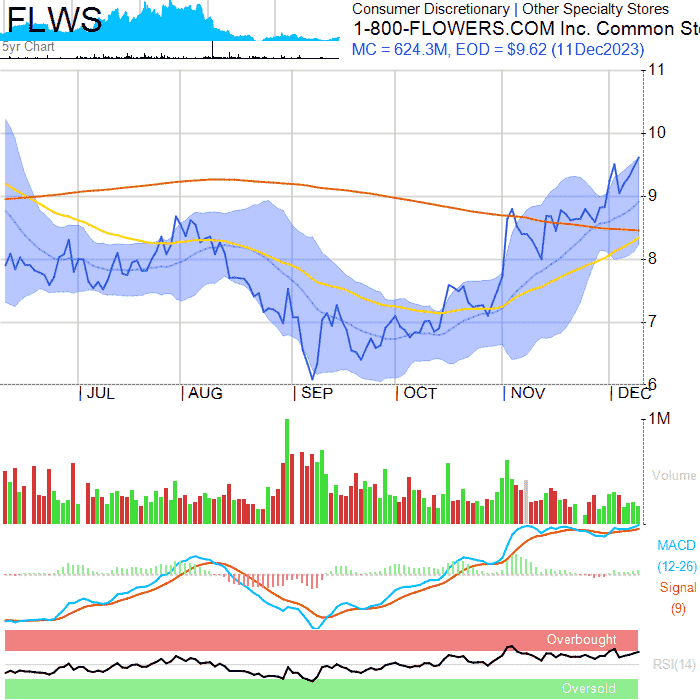 FLWS
5yr Chart
Consumer Discretionary | Other Specialty Stores
1-800-FLOWERS.COM Inc. Common Sto
MC = 624.3M, EOD = $9.62 (11Dec2023)
11
10
9
8
7
6
| JUL | AUG | SEP | OCT | NOV | DEC
1M
Volume
MACD
(12-26)
Signal
(9)
Overbought
RSI(14)
Oversold